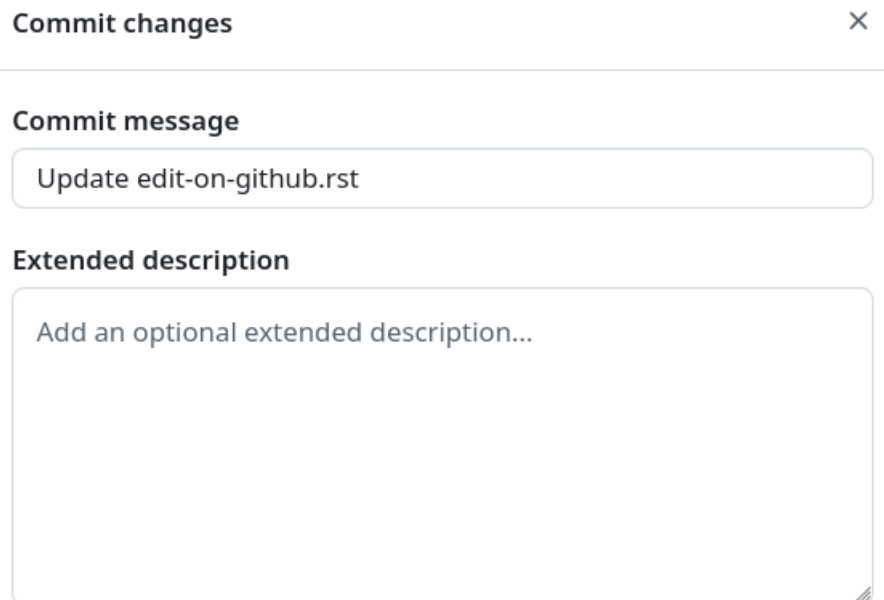 Commit changes
Commit message
Update edit-on-github.rst
Extended description
Add an optional extended description...